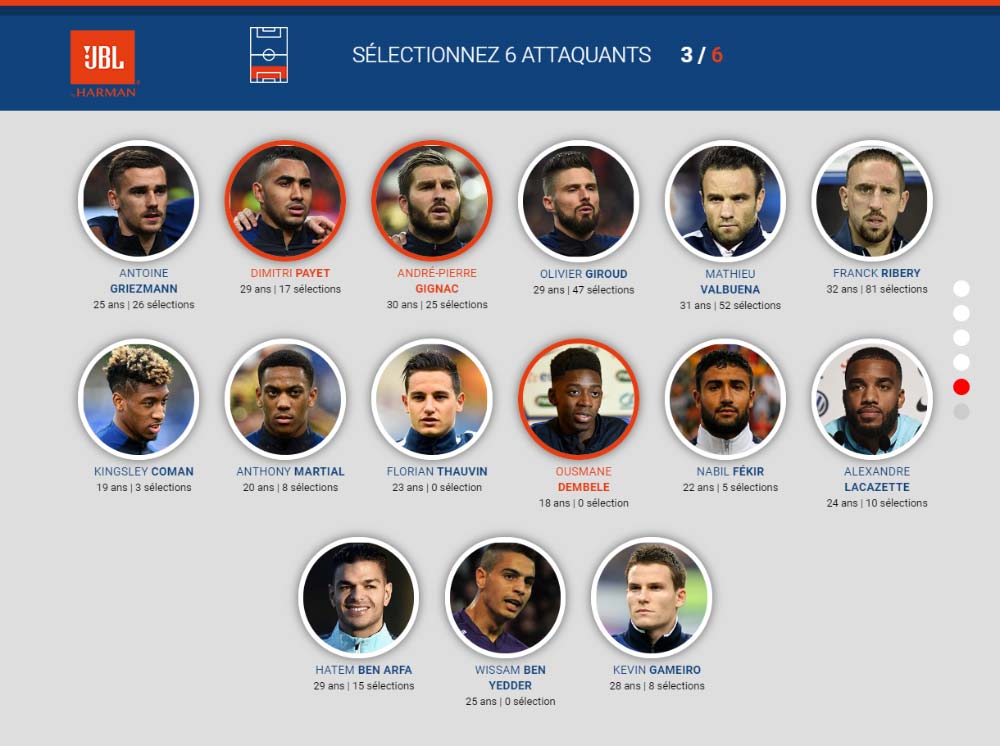 JBL
by HARMAN
SÉLECTIONNEZ 6 ATTAQUANTS 3 / 6
ANTOINE
GRIEZMANN
25 ans | 26 sélections
DIMITRI PAYET
29 ans | 17 sélections
ANDRÉ-PIERRE
GIGNAC
30 ans | 25 sélections
OLIVIER GIROUD
29 ans | 47 sélections
MATHIEU
VALBUENA
31 ans | 52 sélections
FRANCK RIBERY
32 ans | 81 sélections
KINGSLEY COMAN
19 ans | 3 sélections
ANTHONY MARTIAL
20 ans | 8 sélections
FLORIAN THAUVIN
23 ans | 0 sélection
OUSMANE
DEMBELE
18 ans | 0 sélection
NABIL FÉKIR
22 ans | 5 sélections
ALEXANDRE
LACAZETTE
24 ans | 10 sélections
HATEM BEN ARFA
29 ans | 15 sélections
WISSAM BEN
YEDDER
25 ans | 0 sélection
KEVIN GAMEIRO
28 ans | 8 sélections